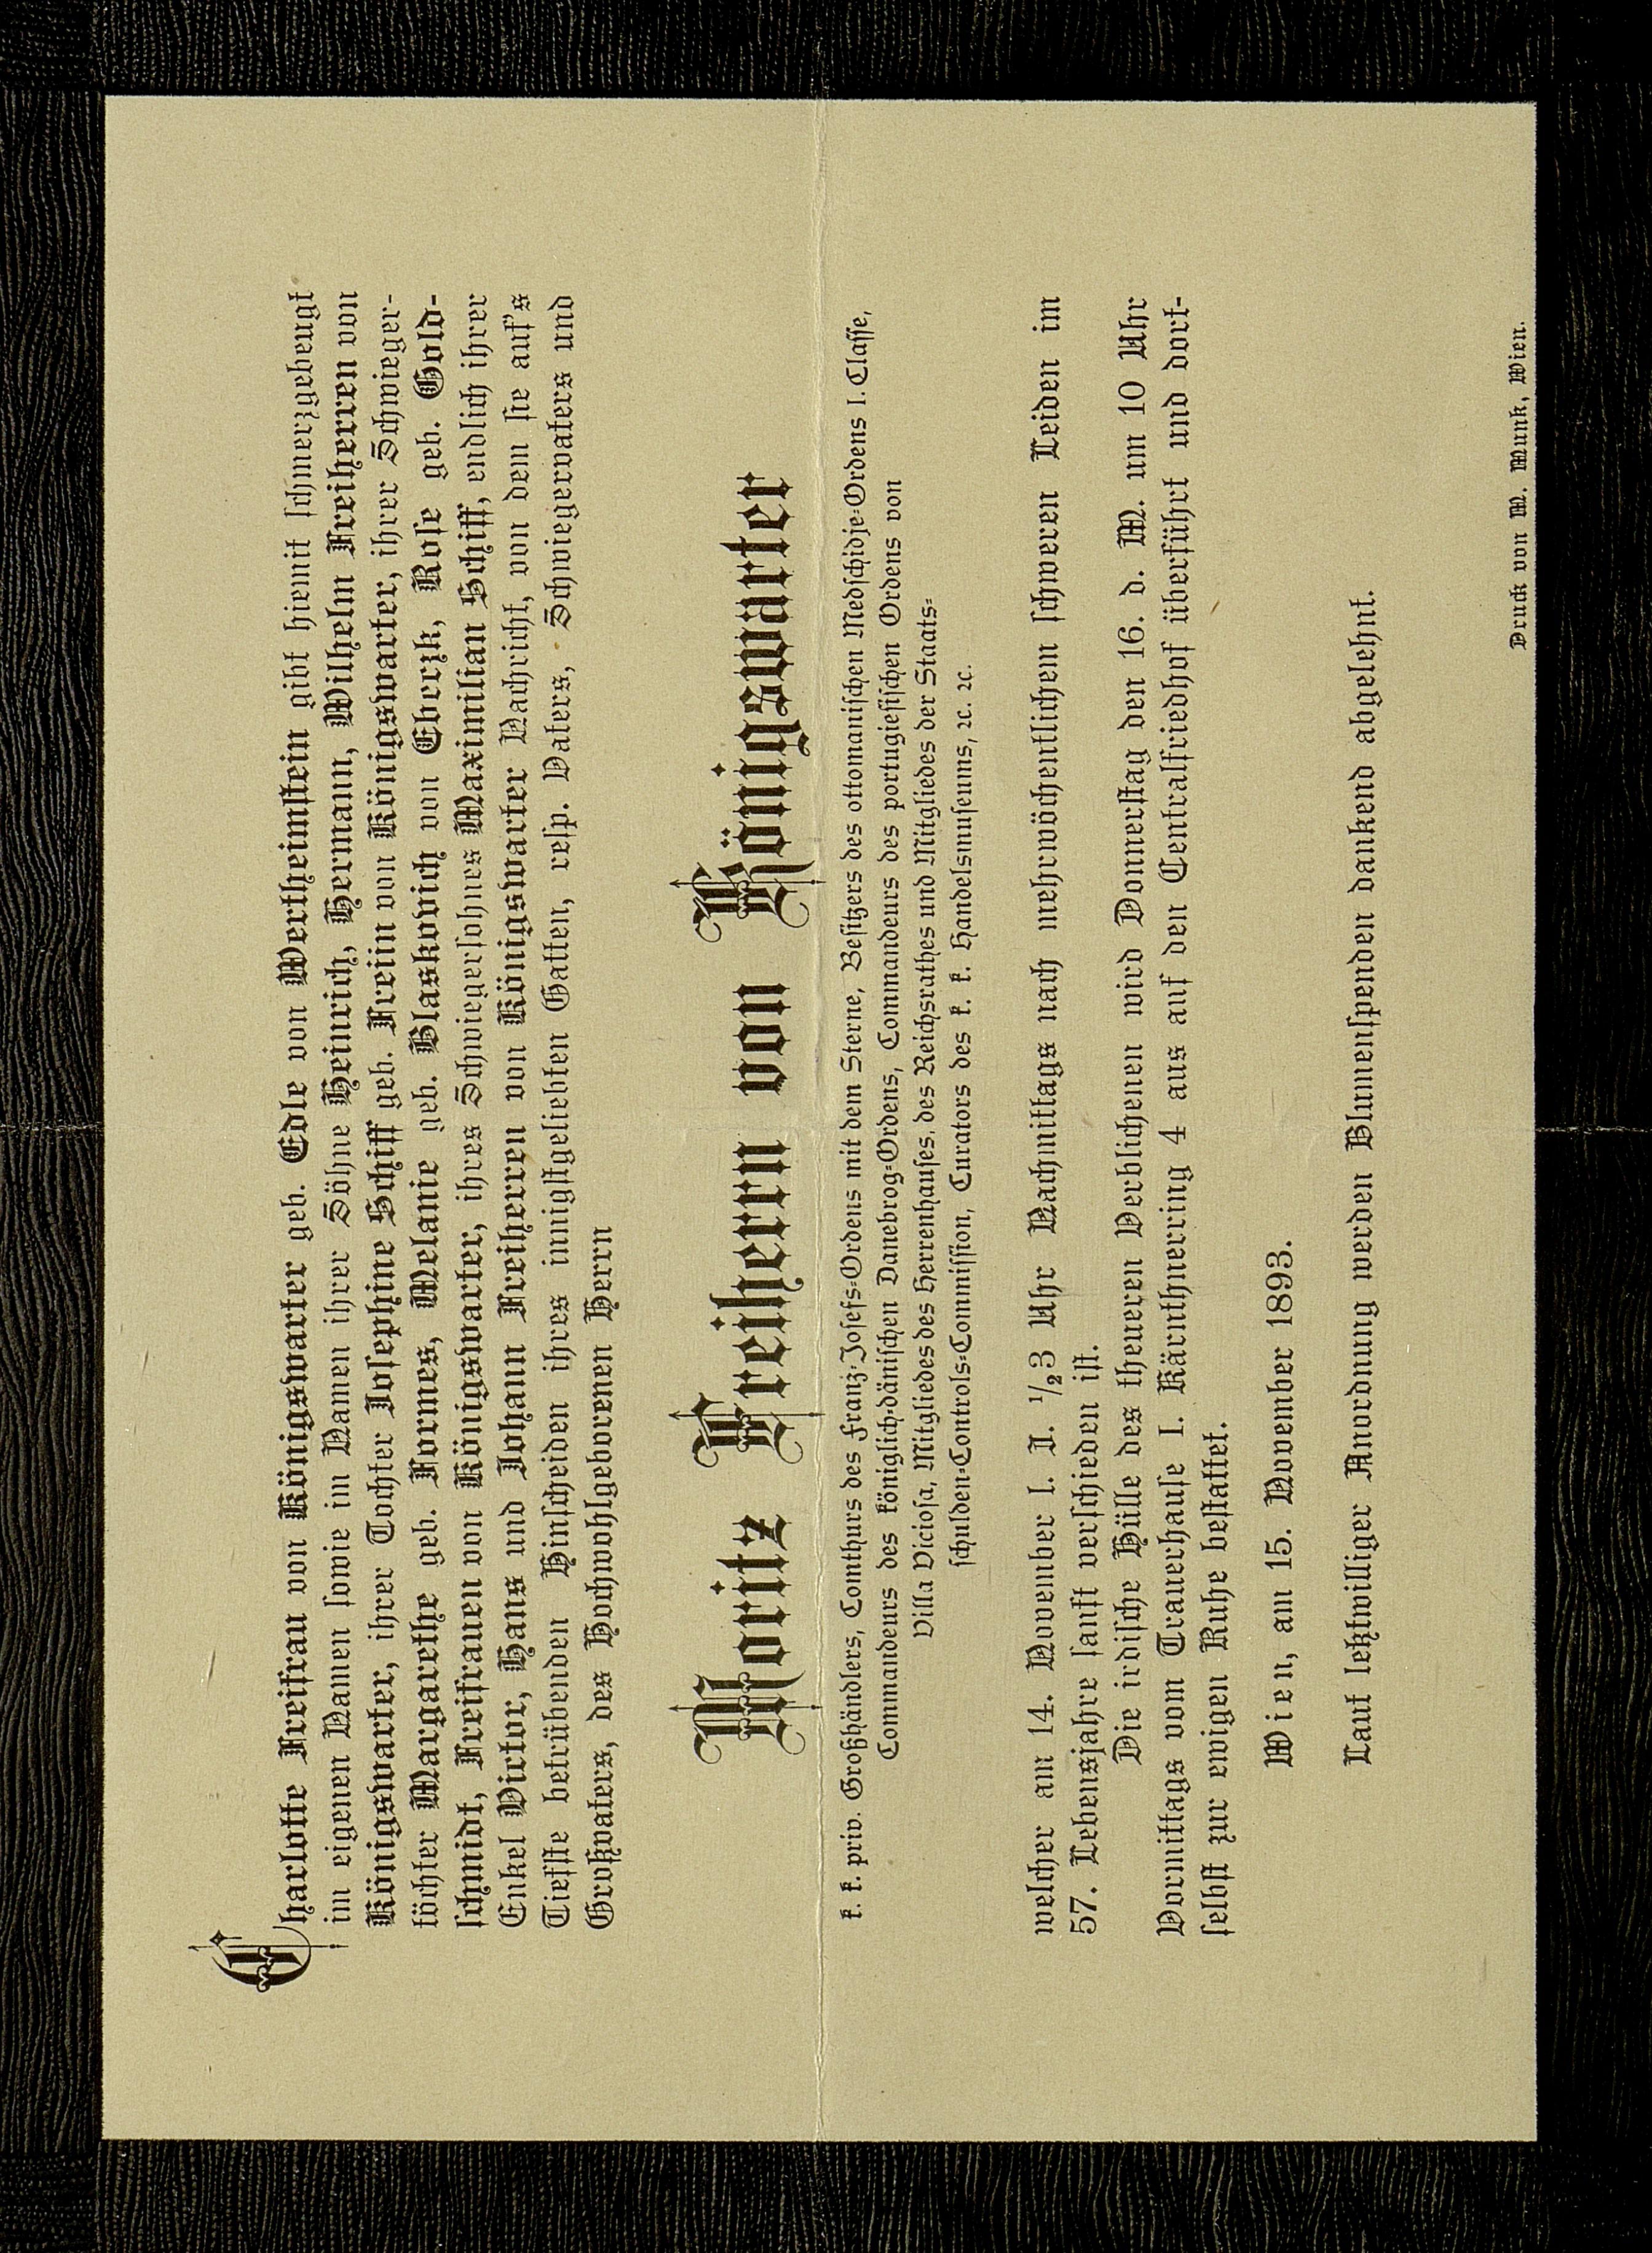 Charlotte Freifrau von Königswarter geb. Edle von Wertheimstein gibt hiemit schmerzgebeugt
im eigenen Namen sowie im Namen ihrer Söhne Heinrich, Hermann, Wilhelm Freiherren von
Königswarter, ihrer Tochter Josephine Schiff geb. Freiin von Königswarter, ihrer Schwieger-
töchter Margarethe geb. Formes, Melanie geb. Blaskovich von Ebeczk, Rose geb. Gold-
schmidt, Freifrauen von Königswarter, ihres Schwiegersohnes Maximilian Schiff, endlich ihrer
Enkel Victor, Hans und Johann Freiherren von Königswarter Nachricht, von dem sie auf's
Tiefste betrübenden Hinscheiden ihres innigstgeliebten Gatten, resp. Vaters, Schwiegervaters und
Großvaters, des Hochwohlgeborenen Herrn
Moritz Freiherrn von Königswarter
k. k. priv. Großhändlers, Comthurs des Franz-Josefs-Ordens mit dem Sterne, Besitzers des ottomanischen Medschidje-Ordens I. Classe,
Commandeurs des königlich-dänischen Danebrog-Ordens, Commandeurs des portugiesischen Ordens von
Villa Viciosa, Mitgliedes des Herrenhauses, des Reichsrathes und Mitgliedes der Staats-
schulden-Controls-Commission, Curators des k. k. Handelsmuseums, ꝛc. ꝛc.
welcher am 14. November l. J. ½3 Uhr Nachmittags nach mehrwöchentlichem schweren Leiden im
57. Lebensjahre sanft verschieden ist.
Die irdische Hülle des theueren Verblichenen wird Donnerstag den 16. d. M. um 10 Uhr
Vormittags vom Trauerhause I. Kärnthnerring 4 aus auf den Centralfriedhof überführt und dort-
selbst zur ewigen Ruhe bestattet.
Wien, am 15. November 1893.
Laut letztwilliger Anordnung werden Blumenspenden dankend abgelehnt.
Druck von M. Munk, Wien.